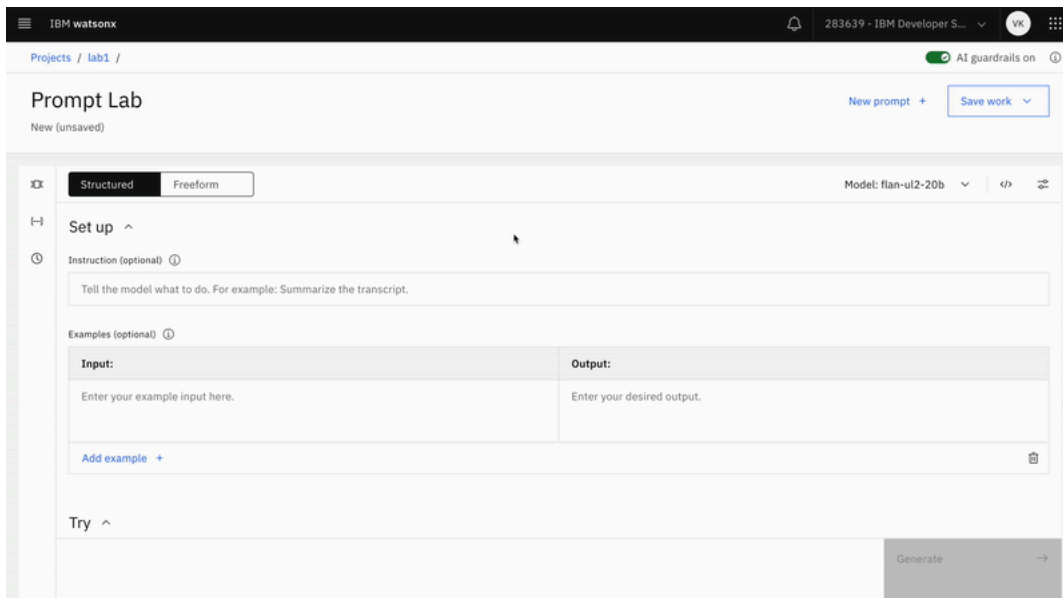 IBM watsonx
283639 - IBM Developer S...
VK
Projects / lab1 /
AI guardrails on
Prompt Lab
New prompt +
Save work
New (unsaved)
Structured
Freeform
Model: flan-ul2-20b
</>
Set up
Instruction (optional)
Tell the model what to do. For example: Summarize the transcript.
Examples (optional)
Input:
Output:
Enter your example input here.
Enter your desired output.
Add example +
Try
Generate